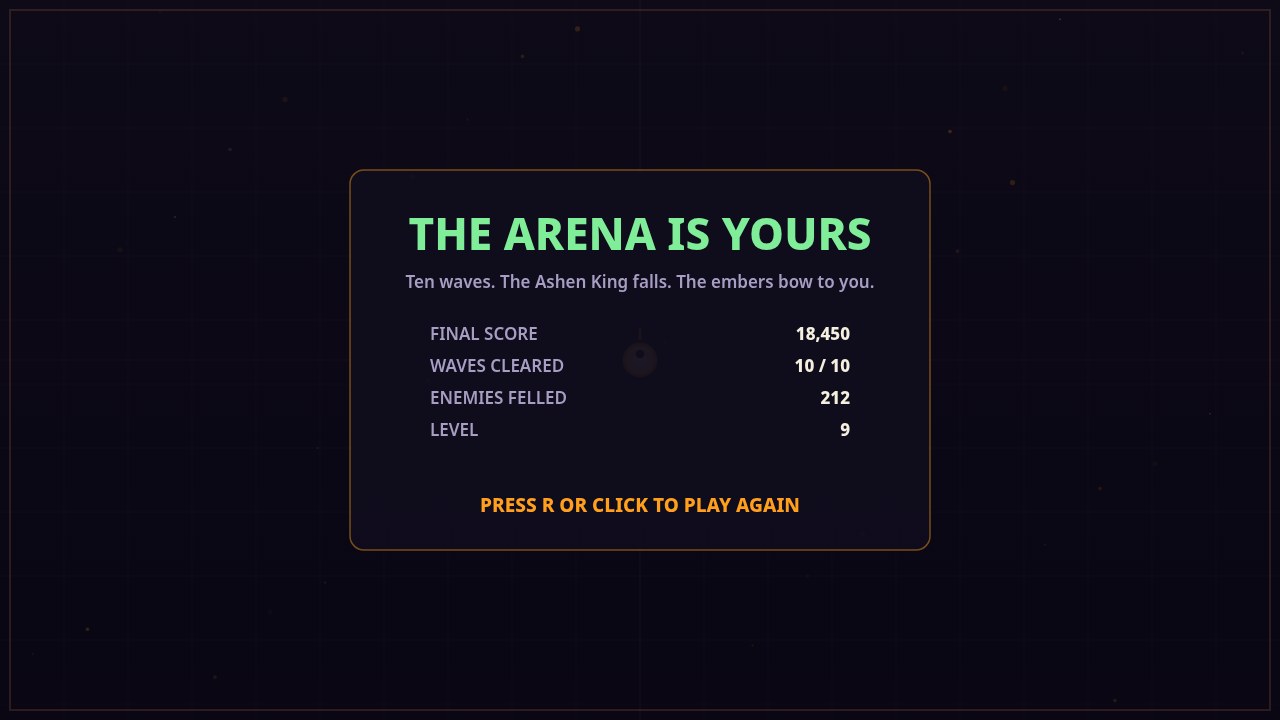 THE ARENA IS YOURS
Ten waves. The Ashen King falls. The embers bow to you.
FINAL SCORE 18,450
WAVES CLEARED 10 / 10
ENEMIES FELLED 212
LEVEL 9
PRESS R OR CLICK TO PLAY AGAIN